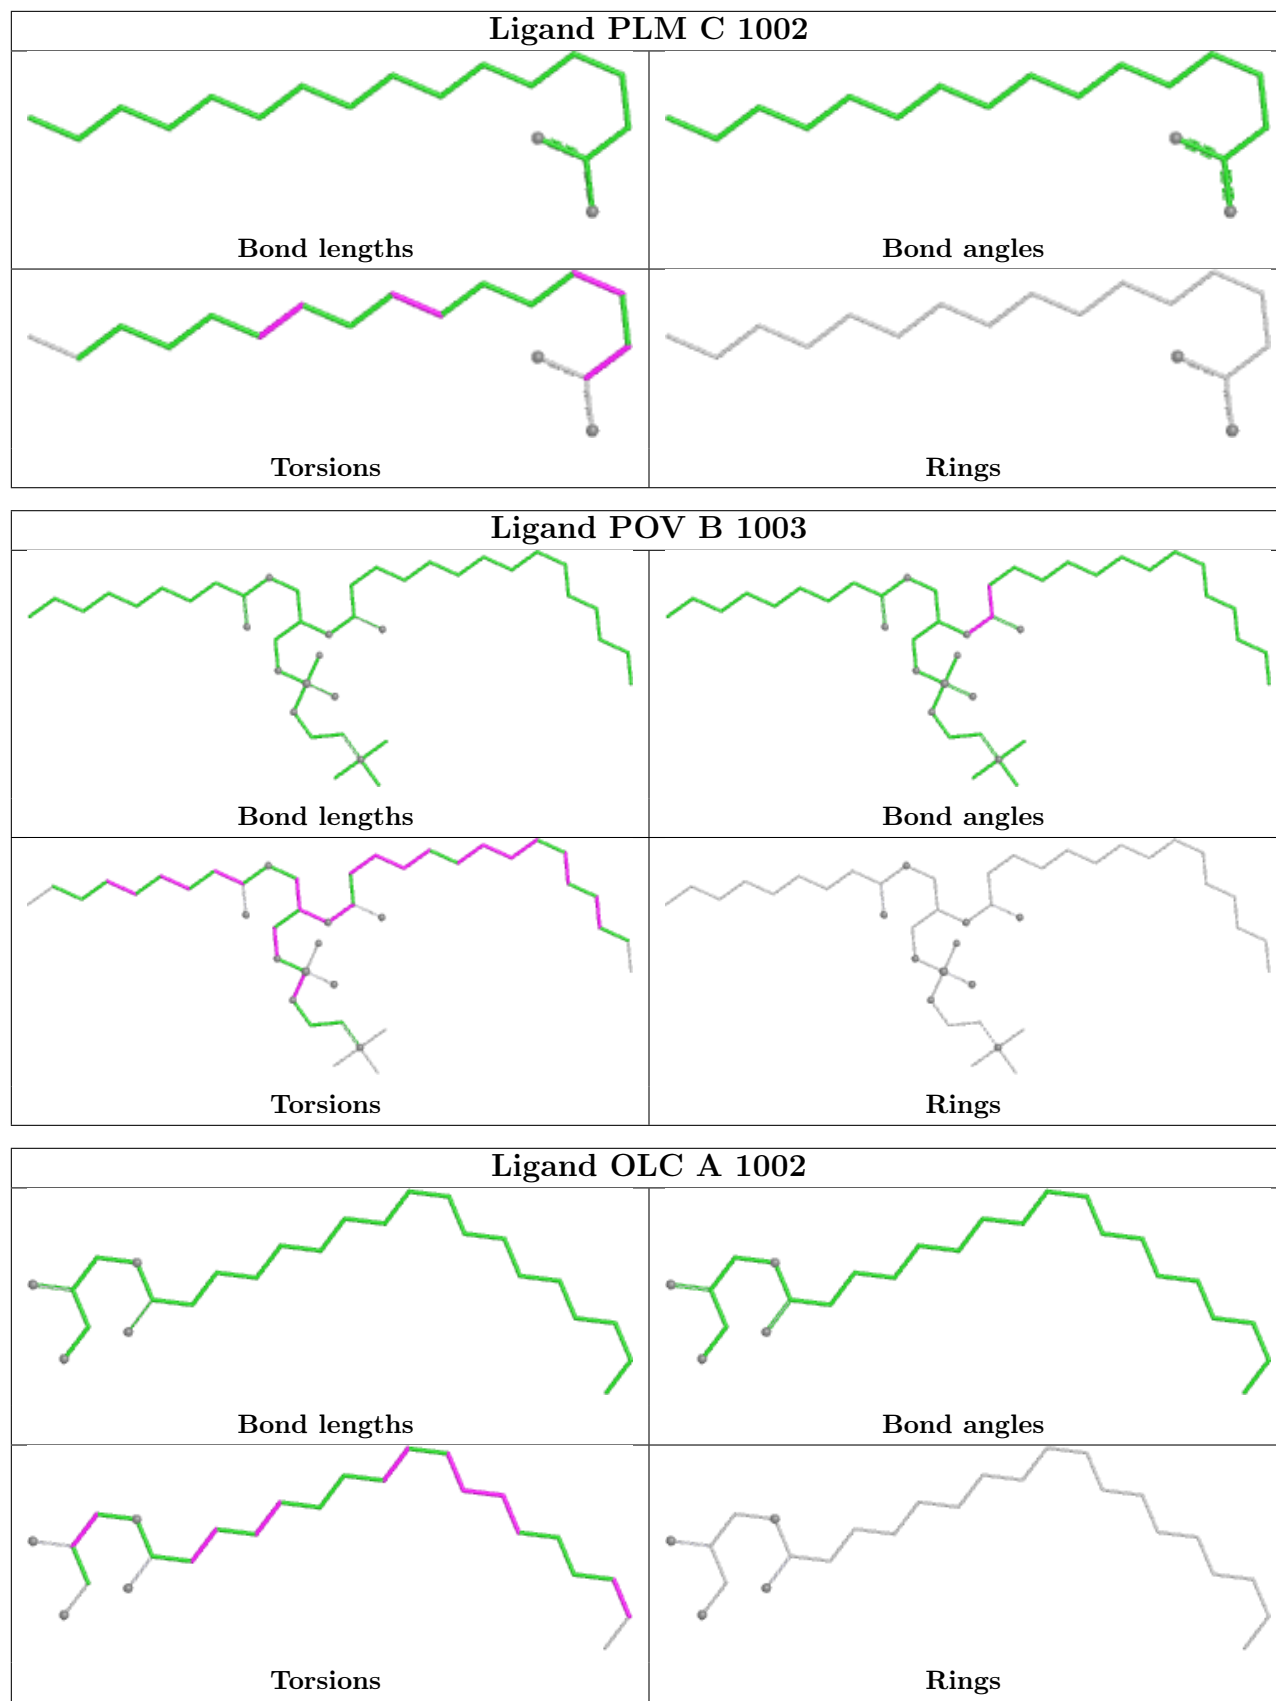 Ligand PLM C 1002
Bond lengths
Bond angles
Torsions
Rings
Ligand POV B 1003
Bond lengths
Bond angles
Torsions
Rings
Ligand OLC A 1002
Bond lengths
Bond angles
Torsions
Rings